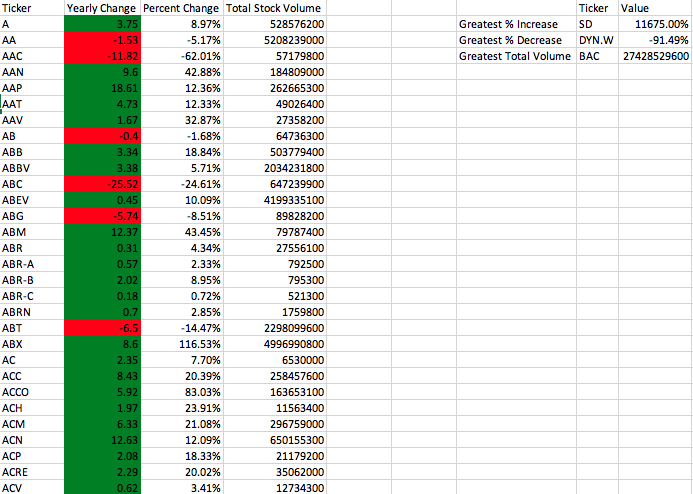 Ticker Yearly Change Percent Change Total Stock Volume Ticker Value
A 3.75 8.97% 528576200 Greatest % Increase SD 11675.00%
AA -1.53 -5.17% 5208239000 Greatest % Decrease DYN.W -91.49%
AAC -11.82 -62.01% 57179800 Greatest Total Volume BAC 27428529600
AAN 9.6 42.88% 184809000
AAP 18.61 12.36% 262665300
AAT 4.73 12.33% 49026400
AAV 1.67 32.87% 27358200
AB -0.4 -1.68% 64736300
ABB 3.34 18.84% 503779400
ABBV 3.38 5.71% 2034231800
ABC -25.52 -24.61% 647239900
ABEV 0.45 10.09% 4199335100
ABG -5.74 -8.51% 89828200
ABM 12.37 43.45% 79787400
ABR 0.31 4.34% 27556100
ABR-A 0.57 2.33% 792500
ABR-B 2.02 8.95% 795300
ABR-C 0.18 0.72% 521300
ABRN 0.7 2.85% 1759800
ABT -6.5 -14.47% 2298099600
ABX 8.6 116.53% 4996990800
AC 2.35 7.70% 6530000
ACC 8.43 20.39% 258457600
ACCO 5.92 83.03% 163653100
ACH 1.97 23.91% 11563400
ACM 6.33 21.08% 296759000
ACN 12.63 12.09% 650155300
ACP 2.08 18.33% 21179200
ACRE 2.29 20.02% 35062000
ACV 0.62 3.41% 12734300